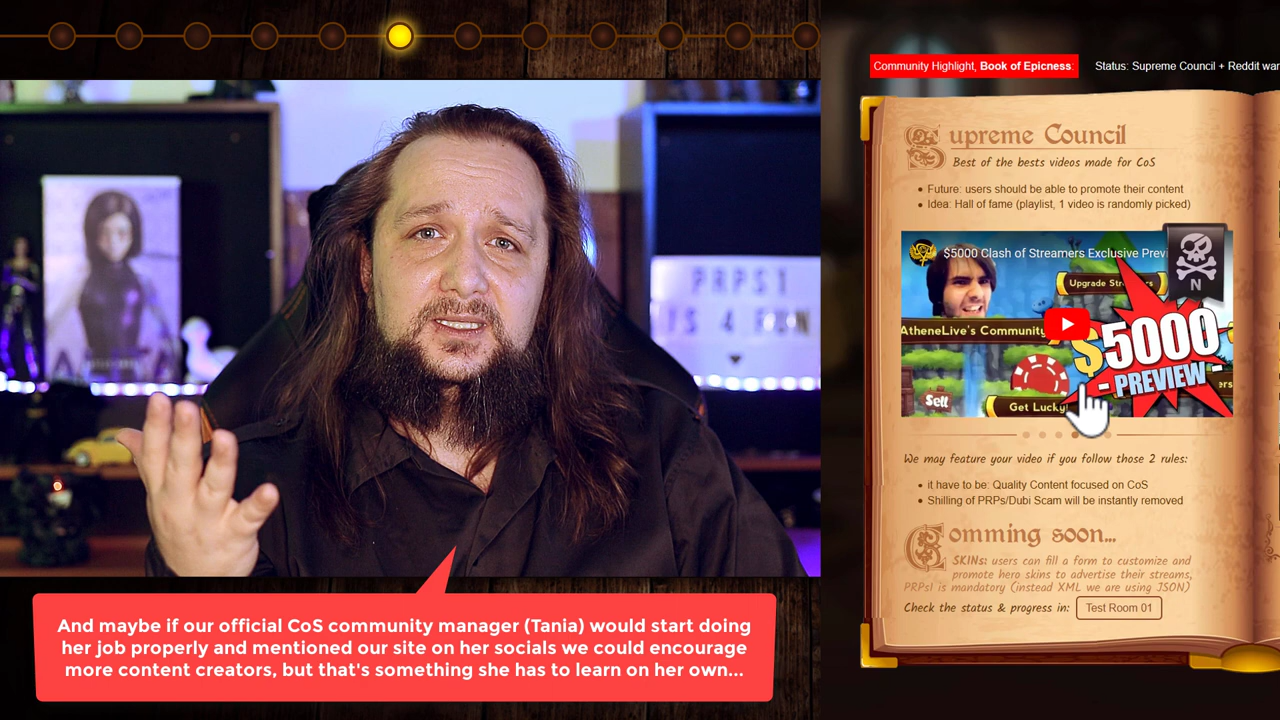 Community Highlight, Book of Epicness:
Status: Supreme Council + Reddit war
Supreme Council
Best of the bests videos made for CoS
Future: users should be able to promote their content
Idea: Hall of fame (playlist, 1 video is randomly picked)
$5000 Clash of Streamers Exclusive Previ
N
Upgrade Str
AtheneLive's Community
$5000
- PREVIEW -
Sell
Get Lucky!
We may feature your video if you follow those 2 rules:
it have to be: Quality Content focused on CoS
Shilling of PRPs/Dubi Scam will be instantly removed
Comming soon...
SKINs: users can fill a form to customize and
promote hero skins to advertise their streams,
PRPs! is mandatory (instead XML we are using JSON)
Check the status & progress in: Test Room 01
PRPS1
IS 4 FUN
And maybe if our official CoS community manager (Tania) would start doing
her job properly and mentioned our site on her socials we could encourage
more content creators, but that's something she has to learn on her own...